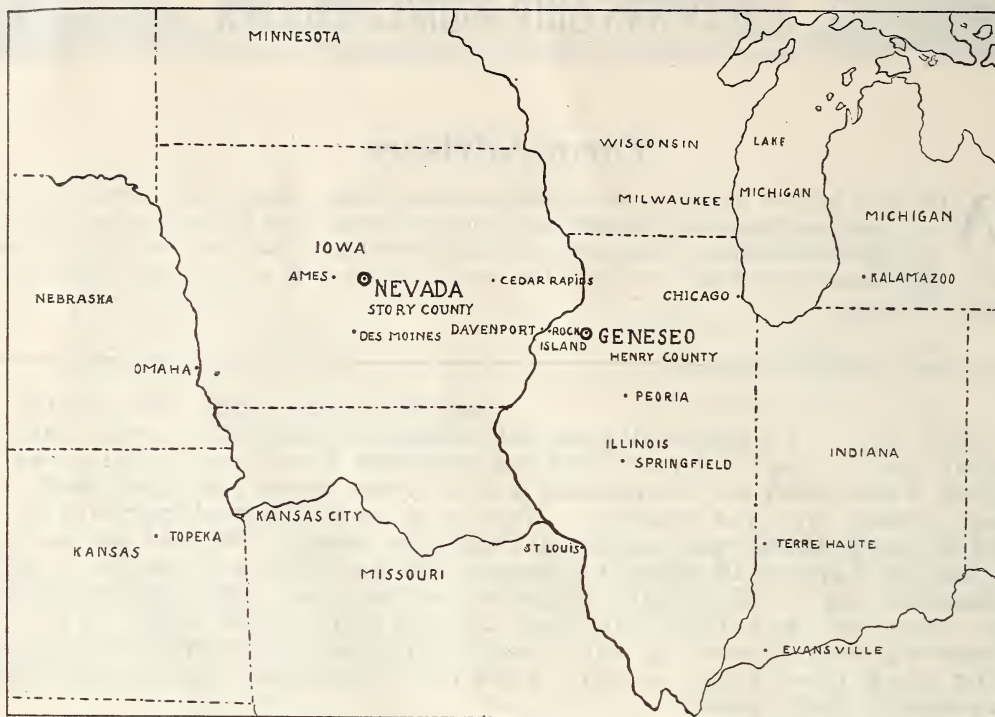 MINNESOTA
WISCONSIN
LAKE
MICHIGAN
MILWAUKEE
MICHIGAN
IOWA
AMES
NEVADA
STORY COUNTY
CEDAR RAPIDS
KALAMAZOO
NEBRASKA
CHICAGO
DES MOINES
DAVENPORT
ROCK
ISLAND
GENESEO
HENRY COUNTY
OMAHA
PEORIA
ILLINOIS
SPRINGFIELD
INDIANA
KANSAS CITY
TOPEKA
KANSAS
ST LOUIS
TERRE HAUTE
MISSOURI
EVANSVILLE